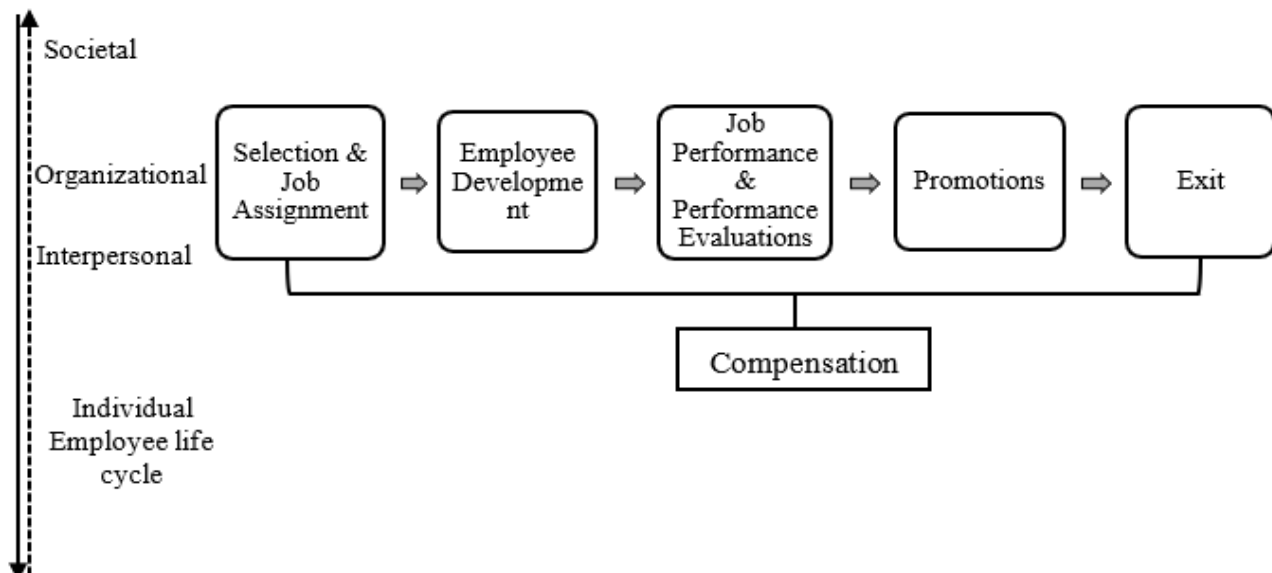 Societal
Organizational
Interpersonal
Individual
Employee life
cycle
Selection &
Job
Assignment
Employee
Developme
nt
Job
Performance
&
Performance
Evaluations
Promotions
Exit
Compensation